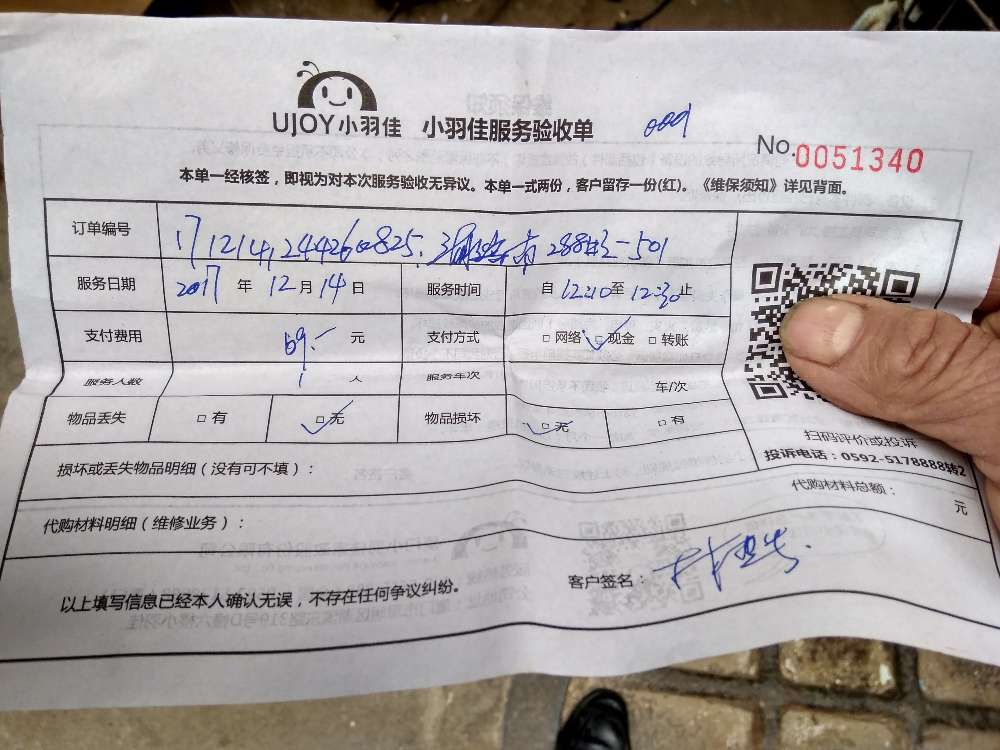 UJOY小羽佳 小羽佳服务验收单
No.0051340
本单一经核签，即视为对本次服务验收无异议。本单一式两份，客户留存一份(红)。《维保须知》详见背面。
订单编号 288 501
服务日期 2017 年 12 月 14 日 服务时间 自 12:10 至 12:30 止
支付费用 69.- 元 支付方式 □网络 □现金 □转账
服务人数 1 人 服务车次 车/次
物品丢失 □有 □无 物品损坏 □无 □有
扫码评价或投诉
投诉电话：0592-5178888转2
损坏或丢失物品明细（没有可不填）：
代购材料明细（维修业务）： 代购材料总额： 元
以上填写信息已经本人确认无误，不存在任何争议纠纷。 客户签名：